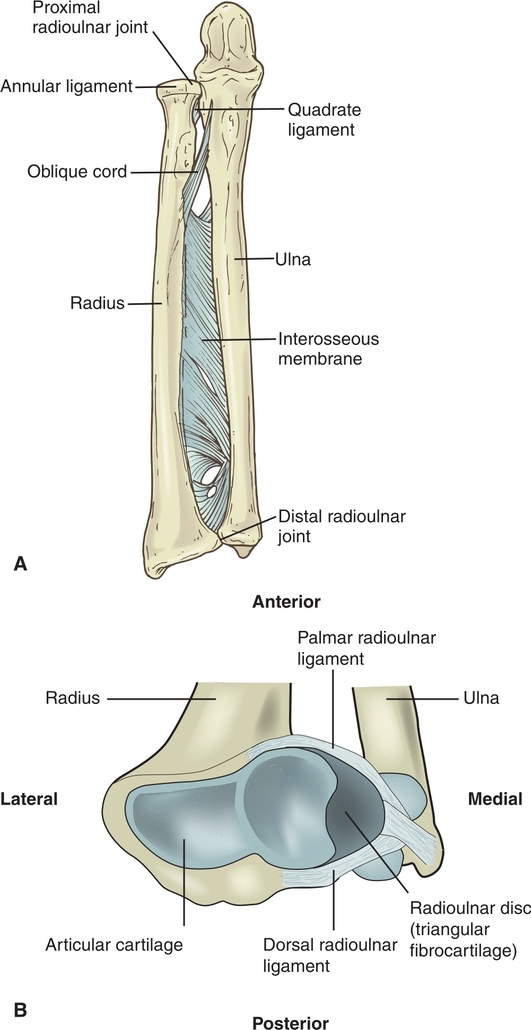 Proximal
radioulnar joint
Annular ligament
Quadrate
ligament
Oblique cord
Ulna
Radius
Interosseous
membrane
Distal radioulnar
joint
A
Anterior
Palmar radioulnar
ligament
Radius
Ulna
Lateral
Medial
Radioulnar disc
(triangular
fibrocartilage)
Articular cartilage
Dorsal radioulnar
ligament
B
Posterior